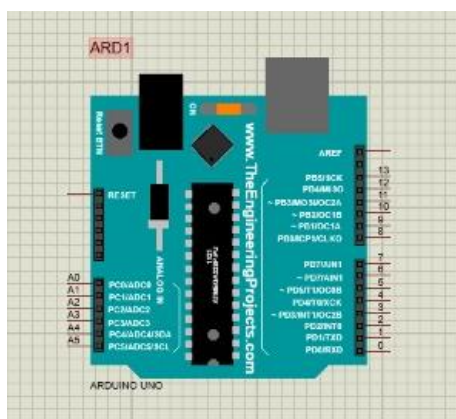 ARD1
Reset BTN
ON
www.TheEngineeringProjects.com
RESET
AREF
PB5/SCK
13
PB4/MISO
12
~ PB3/MOSI/OC2A
11
~ PB2/OC1B
10
~ PB1/OC1A
9
PB0/ICP1/CLKO
8
ANALOG IN
A0
PC0/ADC0
A1
PC1/ADC1
A2
PC2/ADC2
A3
PC3/ADC3
A4
PC4/ADC4/SDA
A5
PC5/ADC5/SCL
PD7/AIN1
7
~ PD6/AIN0
6
~ PD5/T1/OC0B
5
PD4/T0/XCK
4
~ PD3/INT1/OC2B
3
PD2/INT0
2
PD1/TXD
1
PD0/RXD
0
ARDUINO UNO